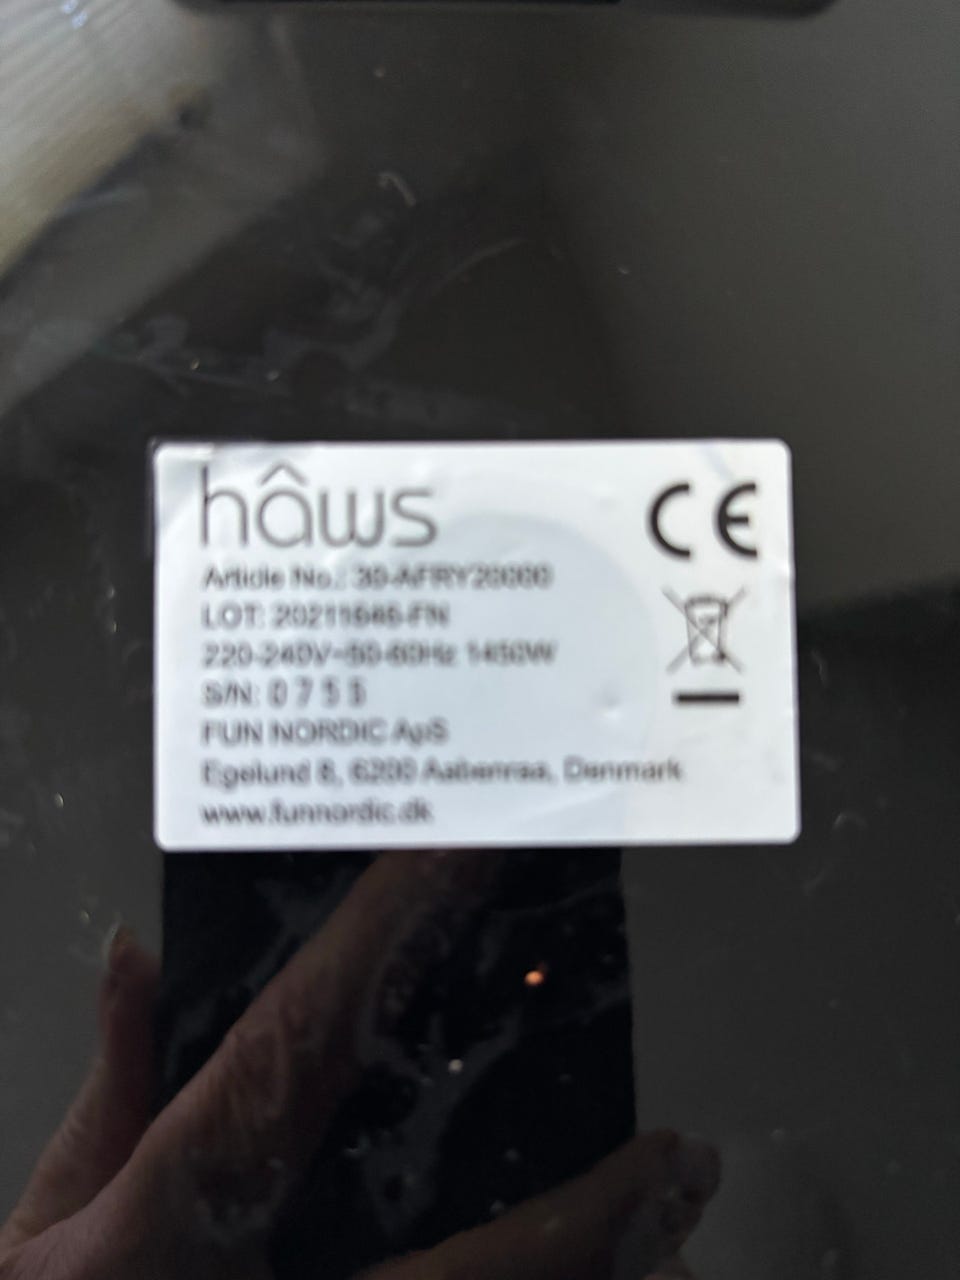 hâws
CE
Article No.: 30-AFRY20000
LOT: 20211646-FN
220-240V~50-60Hz 1450W
S/N: 0755
FUN NORDIC ApS
Egelund 8, 6200 Aabenraa, Denmark
www.funnordic.dk